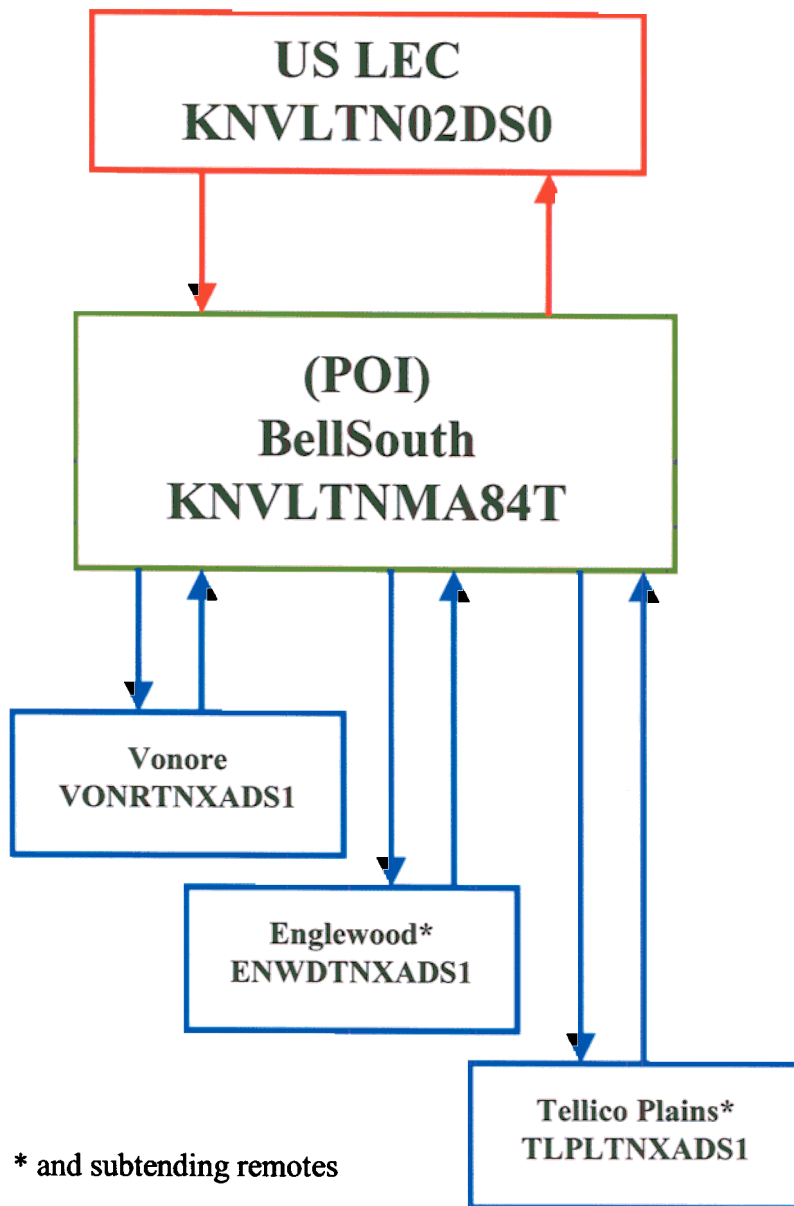 US LEC
KNVLTN02DS0
(POI)
BellSouth
KNVLTNMA84T
Vonore
VONRTNXADS1
Englewood*
ENWDTNXADS1
Tellico Plains*
TLPLTNXADS1
* and subtending remotes